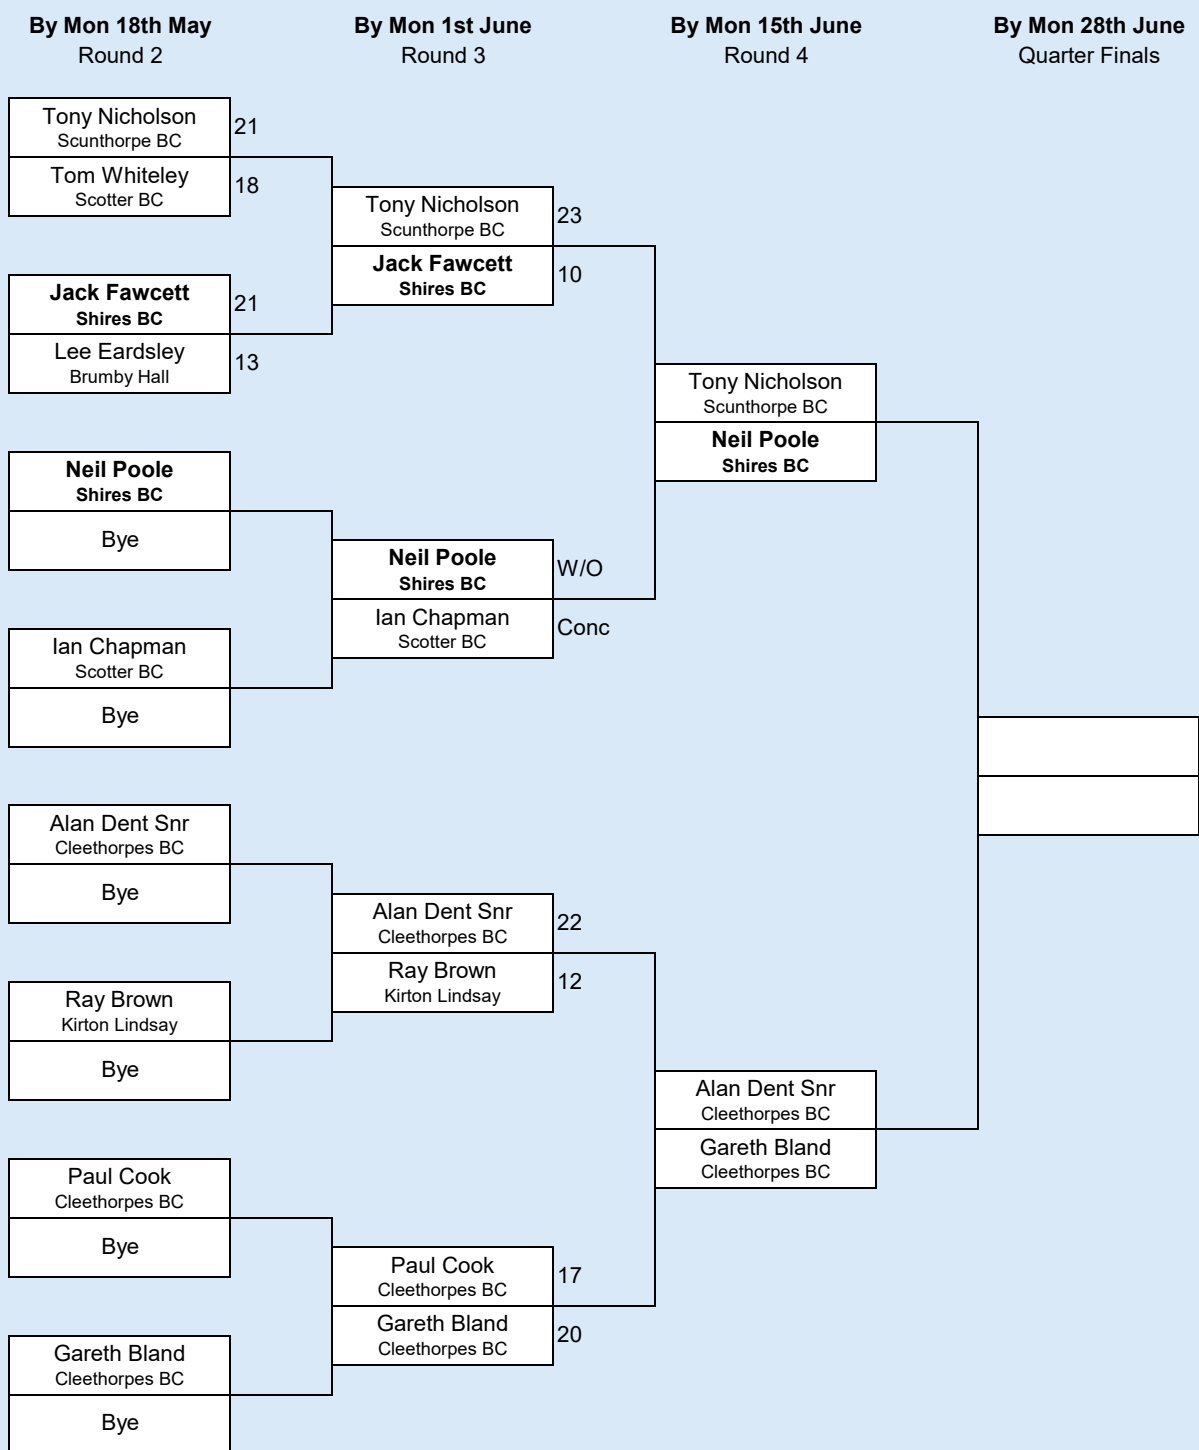 By Mon 18th May
Round 2
By Mon 1st June
Round 3
By Mon 15th June
Round 4
By Mon 28th June
Quarter Finals
Tony Nicholson
Scunthorpe BC
21
Tom Whiteley
Scotter BC
18
Jack Fawcett
Shires BC
21
Lee Eardsley
Brumby Hall
13
Neil Poole
Shires BC
Bye
Ian Chapman
Scotter BC
Bye
Alan Dent Snr
Cleethorpes BC
Bye
Ray Brown
Kirton Lindsay
Bye
Paul Cook
Cleethorpes BC
Bye
Gareth Bland
Cleethorpes BC
Bye
Tony Nicholson
Scunthorpe BC
23
Jack Fawcett
Shires BC
10
Neil Poole
Shires BC
W/O
Ian Chapman
Scotter BC
Conc
Alan Dent Snr
Cleethorpes BC
22
Ray Brown
Kirton Lindsay
12
Paul Cook
Cleethorpes BC
17
Gareth Bland
Cleethorpes BC
20
Tony Nicholson
Scunthorpe BC
Neil Poole
Shires BC
Alan Dent Snr
Cleethorpes BC
Gareth Bland
Cleethorpes BC